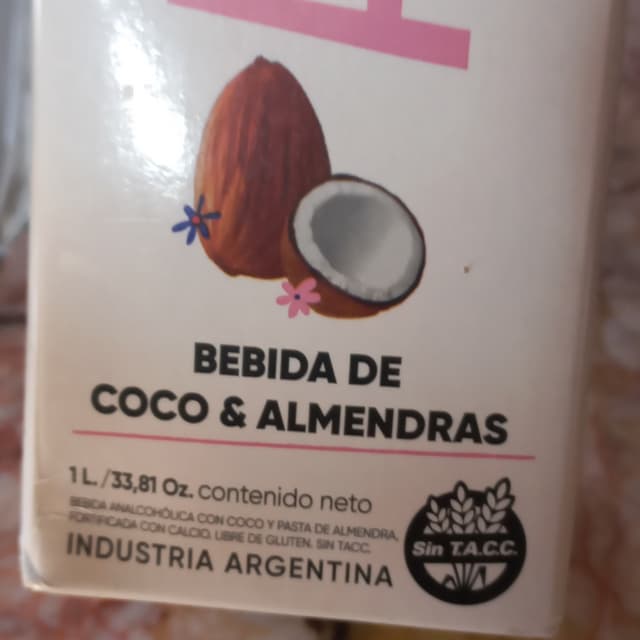 BEBIDA DE
COCO & ALMENDRAS
1 L./33,81 Oz. contenido neto
BEBIDA ANALCOHÓLICA CON COCO Y PASTA DE ALMENDRA,
FORTIFICADA CON CALCIO. LIBRE DE GLUTEN. SIN TACC.
INDUSTRIA ARGENTINA
Sin T.A.C.C.